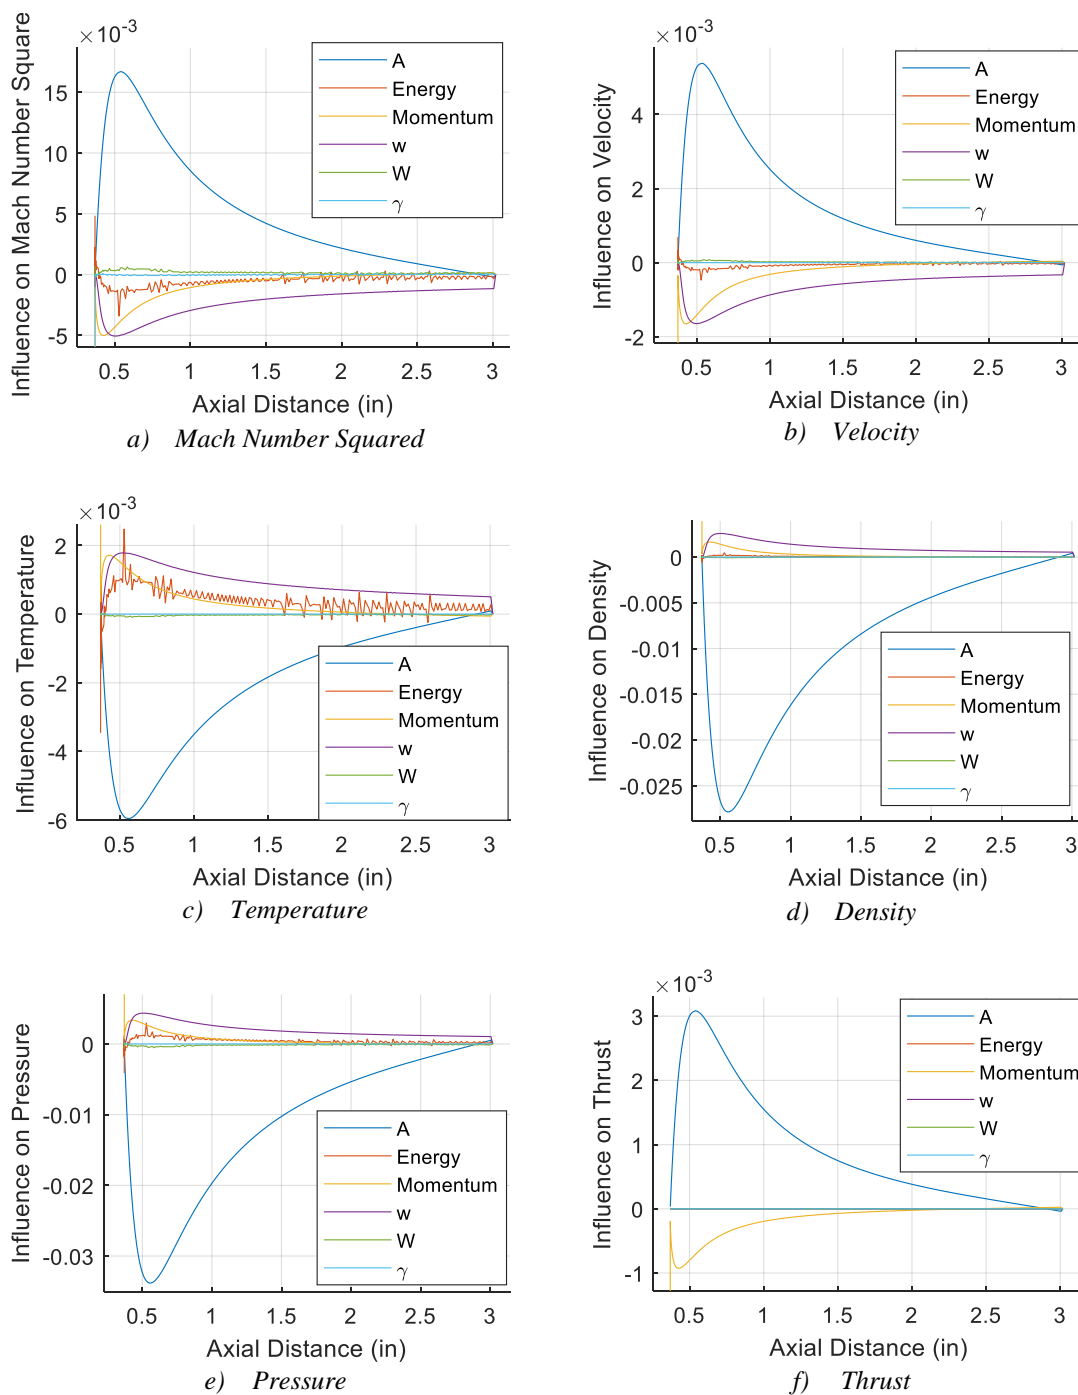 ×10-3
Influence on Mach Number Square
15
10
5
0
-5
0.5 1 1.5 2 2.5 3
Axial Distance (in)
A
Energy
Momentum
w
W
γ
a) Mach Number Squared
×10-3
Influence on Velocity
4
2
0
-2
0.5 1 1.5 2 2.5 3
Axial Distance (in)
A
Energy
Momentum
w
W
γ
b) Velocity
×10-3
Influence on Temperature
2
0
-2
-4
-6
0.5 1 1.5 2 2.5 3
Axial Distance (in)
A
Energy
Momentum
w
W
γ
c) Temperature
Influence on Density
0
-0.005
-0.01
-0.015
-0.02
-0.025
0.5 1 1.5 2 2.5 3
Axial Distance (in)
A
Energy
Momentum
w
W
γ
d) Density
Influence on Pressure
0
-0.01
-0.02
-0.03
0.5 1 1.5 2 2.5 3
Axial Distance (in)
A
Energy
Momentum
w
W
γ
e) Pressure
×10-3
Influence on Thrust
3
2
1
0
-1
0.5 1 1.5 2 2.5 3
Axial Distance (in)
A
Energy
Momentum
w
W
γ
f) Thrust